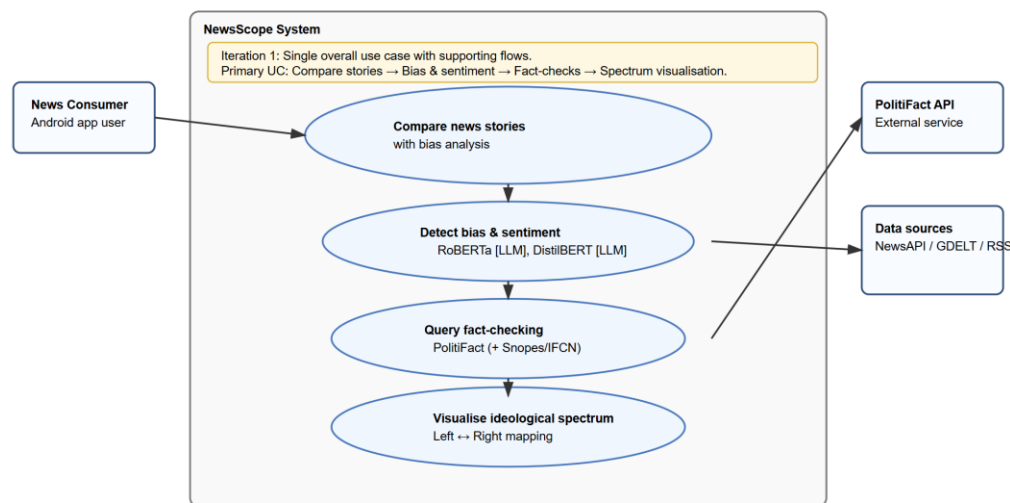 NewsScope System
Iteration 1: Single overall use case with supporting flows.
Primary UC: Compare stories → Bias & sentiment → Fact-checks → Spectrum visualisation.
News Consumer
Android app user
Compare news stories
with bias analysis
PolitiFact API
External service
Detect bias & sentiment
RoBERTa [LLM], DistilBERT [LLM]
Data sources
NewsAPI / GDELT / RSS
Query fact-checking
PolitiFact (+ Snopes/IFCN)
Visualise ideological spectrum
Left ↔ Right mapping